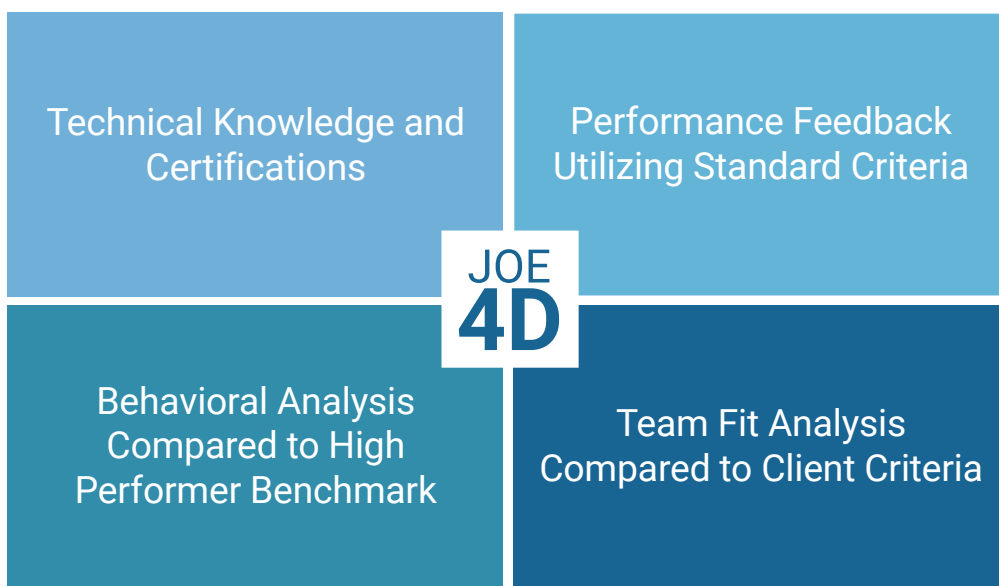 Technical Knowledge and
Certifications
Performance Feedback
Utilizing Standard Criteria
JOE
4D
Behavioral Analysis
Compared to High
Performer Benchmark
Team Fit Analysis
Compared to Client Criteria